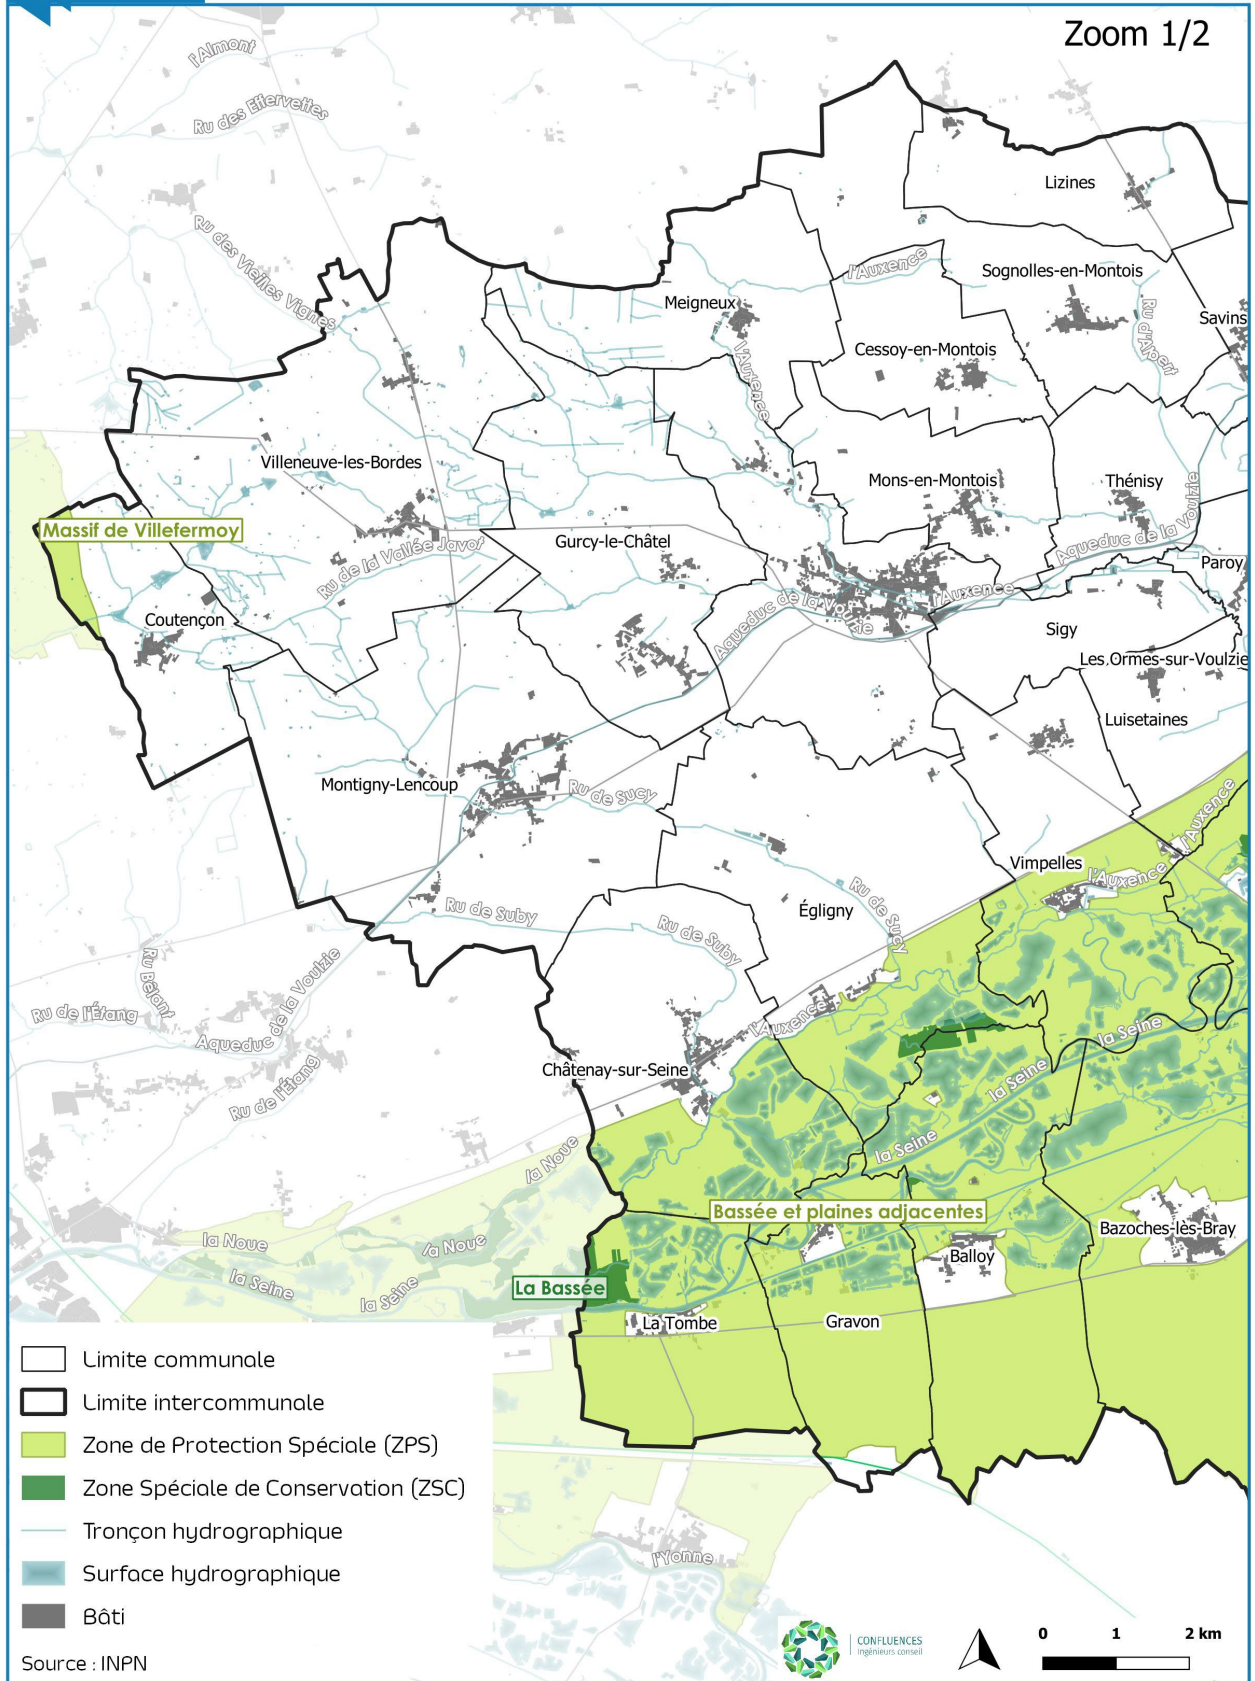 Zoom 1/2
l'Almont
Ru des Effervettes
Lizines
Ru des Vieilles Vignes
l'Auxence
Sognolles-en-Montois
Meigneux
Ru d'Arpent
Savins
l'Auxence
Cessoy-en-Montois
Villeneuve-les-Bordes
Mons-en-Montois
Thénisy
Massif de Villefermoy
Gurcy-le-Châtel
Ru de la Vallée Javot
Aqueduc de la Voulzie
Paroy
l'Auxence
Coutençon
Aqueduc de la Voulzie
Sigy
Les Ormes-sur-Voulzie
Luisetaines
Montigny-Lencoup
Ru de Sucy
l'Auxence
Vimpelles
l'Auxence
Ru de Sucy
Égligny
Ru de Suby
Ru de Suby
Ru Bêlant
Aqueduc de la Voulzie
Ru de l'Étang
l'Auxence
la Seine
Châtenay-sur-Seine
la Seine
Ru de l'Étang
la Seine
la Noue
Bassée et plaines adjacentes
Bazoches-lès-Bray
la Noue
la Noue
Balloy
la Seine
la Seine
La Bassée
La Tombe
Gravon
Limite communale
Limite intercommunale
Zone de Protection Spéciale (ZPS)
Zone Spéciale de Conservation (ZSC)
Tronçon hydrographique
Surface hydrographique
Bâti
Source : INPN
l'Yonne
CONFLUENCES
Ingénieurs conseil
0 1 2 km